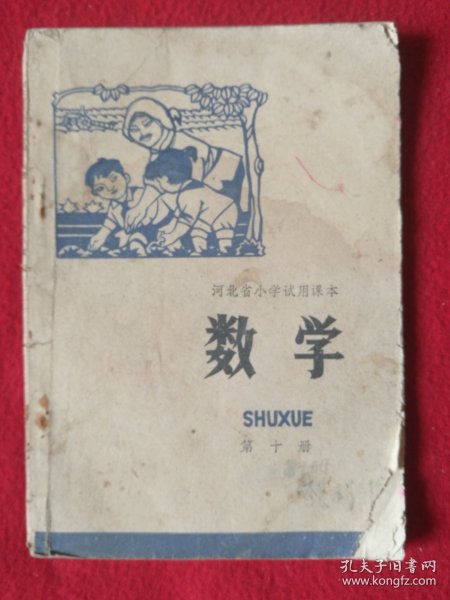 河北省小学试用课本
数学
SHUXUE
第十册
孔夫子旧书网
www.kongfz.com